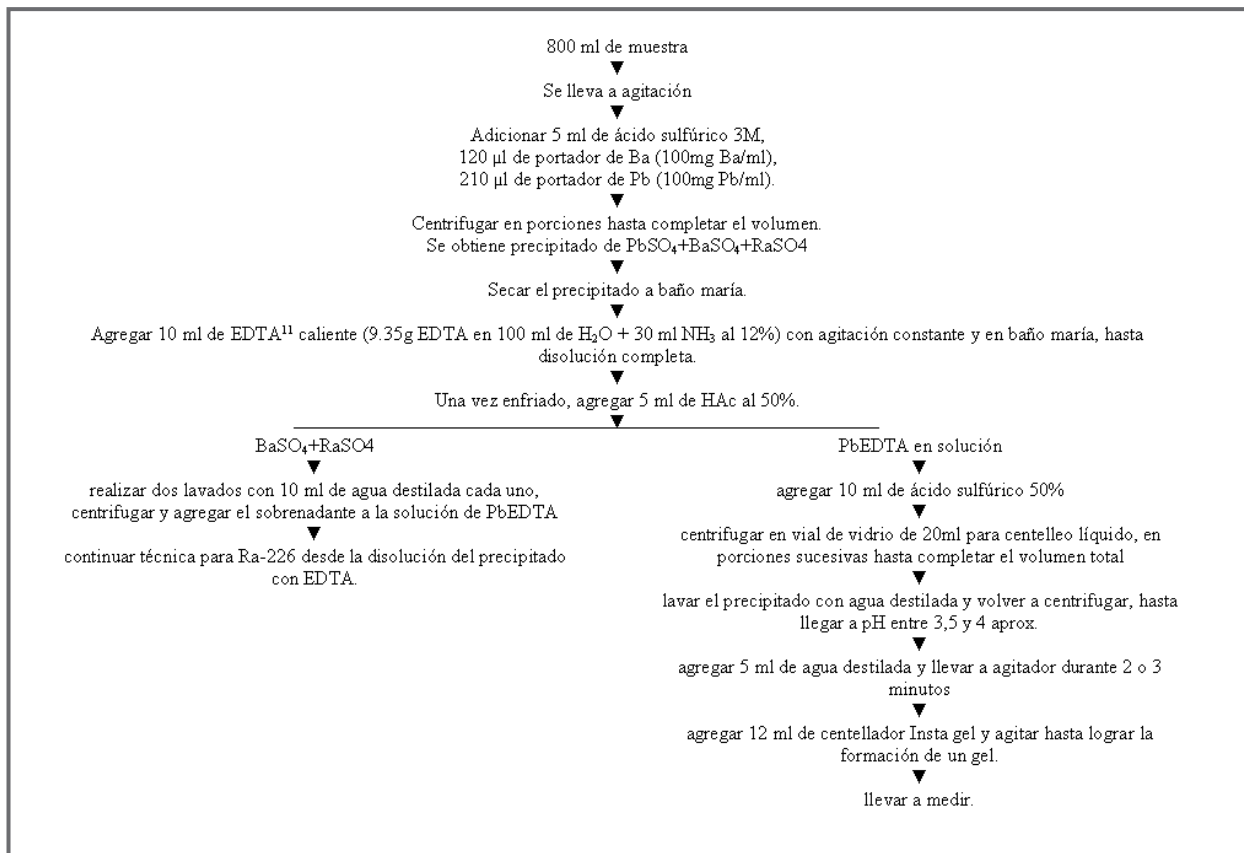 800 ml de muestra
Se lleva a agitación
Adicionar 5 ml de ácido sulfúrico 3M,
120 µl de portador de Ba (100mg Ba/ml),
210 µl de portador de Pb (100mg Pb/ml).
Centrifugar en porciones hasta completar el volumen.
Se obtiene precipitado de PbSO₄+BaSO₄+RaSO4
Secar el precipitado a baño maría.
Agregar 10 ml de EDTA¹¹ caliente (9.35g EDTA en 100 ml de H₂O + 30 ml NH₃ al 12%) con agitación constante y en baño maría, hasta
disolución completa.
Una vez enfriado, agregar 5 ml de HAc al 50%.
BaSO₄+RaSO4
realizar dos lavados con 10 ml de agua destilada cada uno,
centrifugar y agregar el sobrenadante a la solución de PbEDTA
continuar técnica para Ra-226 desde la disolución del precipitado
con EDTA.
PbEDTA en solución
agregar 10 ml de ácido sulfúrico 50%
centrifugar en vial de vidrio de 20ml para centelleo líquido, en
porciones sucesivas hasta completar el volumen total
lavar el precipitado con agua destilada y volver a centrifugar, hasta
llegar a pH entre 3,5 y 4 aprox.
agregar 5 ml de agua destilada y llevar a agitador durante 2 o 3
minutos
agregar 12 ml de centellador Insta gel y agitar hasta lograr la
formación de un gel.
llevar a medir.